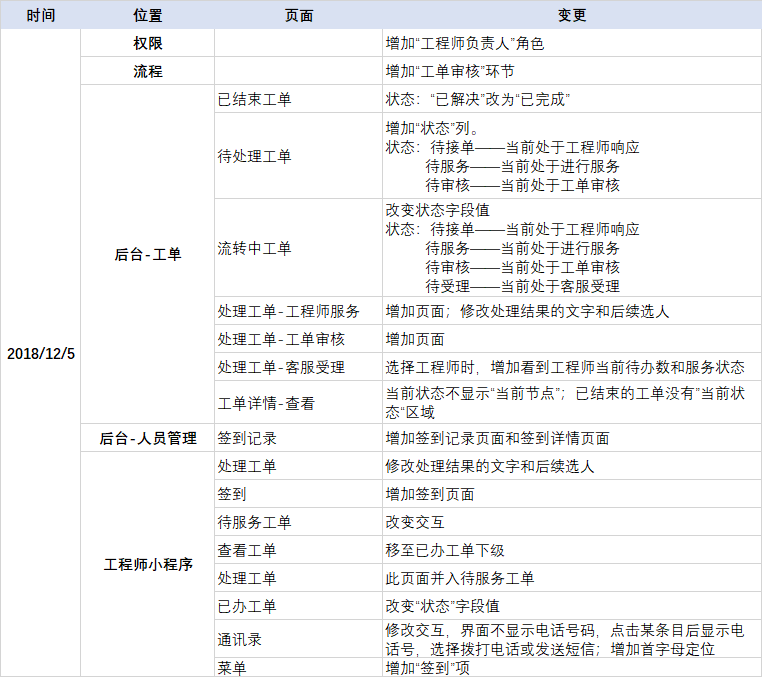 时间 位置 页面 变更
2018/12/5
权限 增加“工程师负责人”角色
流程 增加“工单审核”环节
后台-工单
已结束工单 状态：“已解决”改为“已完成”
待处理工单
增加“状态”列。
状态：待接单——当前处于工程师响应
待服务——当前处于进行服务
待审核——当前处于工单审核
流转中工单
改变状态字段值
状态：待接单——当前处于工程师响应
待服务——当前处于进行服务
待审核——当前处于工单审核
待受理——当前处于客服受理
处理工单-工程师服务 增加页面；修改处理结果的文字和后续选人
处理工单-工单审核 增加页面
处理工单-客服受理 选择工程师时，增加看到工程师当前待办数和服务状态
工单详情-查看
当前状态不显示“当前节点”；已结束的工单没有”当前状
态“区域
后台-人员管理 签到记录 增加签到记录页面和签到详情页面
工程师小程序
处理工单 修改处理结果的文字和后续选人
签到 增加签到页面
待服务工单 改变交互
查看工单 移至已办工单下级
处理工单 此页面并入待服务工单
已办工单 改变“状态”字段值
通讯录
修改交互，界面不显示电话号码，点击某条目后显示电
话号，选择拨打电话或发送短信；增加首字母定位
菜单 增加“签到”项